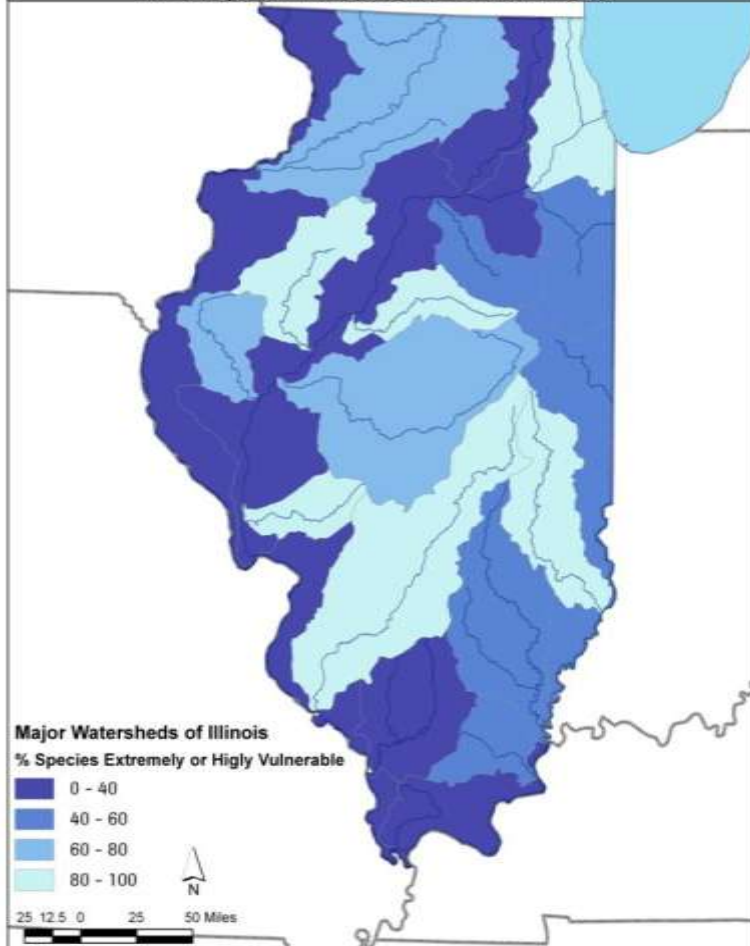 Major Watersheds of Illinois
% Species Extremely or Higly Vulnerable
0 - 40
40 - 60
60 - 80
80 - 100
N
25 12.5 0 25 50 Miles